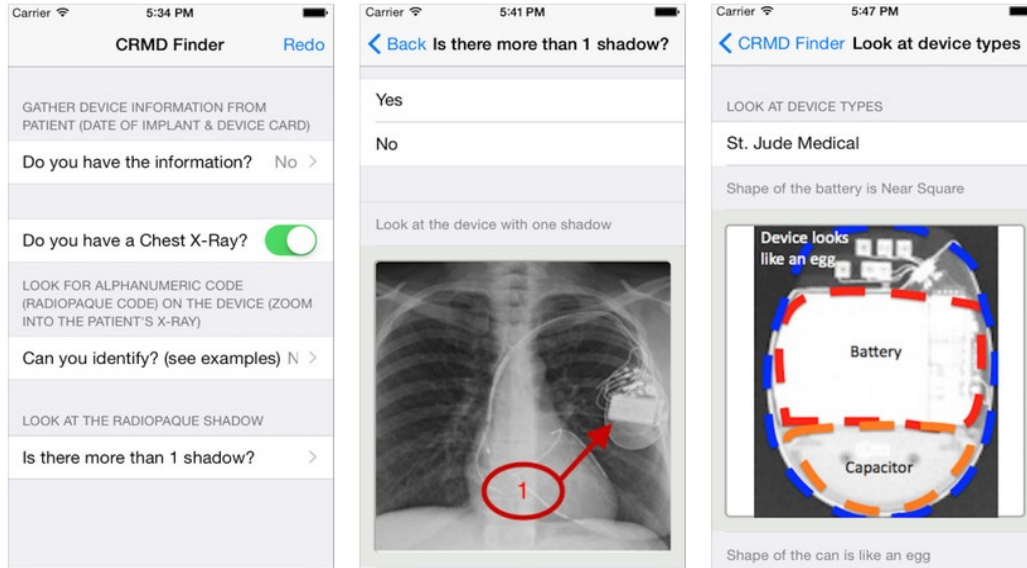 Carrier 5:34 PM
CRMD Finder Redo
GATHER DEVICE INFORMATION FROM
PATIENT (DATE OF IMPLANT & DEVICE CARD)
Do you have the information? No
Do you have a Chest X-Ray?
LOOK FOR ALPHANUMERIC CODE
(RADIOPAQUE CODE) ON THE DEVICE (ZOOM
INTO THE PATIENT'S X-RAY)
Can you identify? (see examples) N
LOOK AT THE RADIOPAQUE SHADOW
Is there more than 1 shadow?
Carrier 5:41 PM
Back Is there more than 1 shadow?
Yes
No
Look at the device with one shadow
1
Carrier 5:47 PM
CRMD Finder Look at device types
LOOK AT DEVICE TYPES
St. Jude Medical
Shape of the battery is Near Square
Device looks
like an egg
Battery
Capacitor
Shape of the can is like an egg